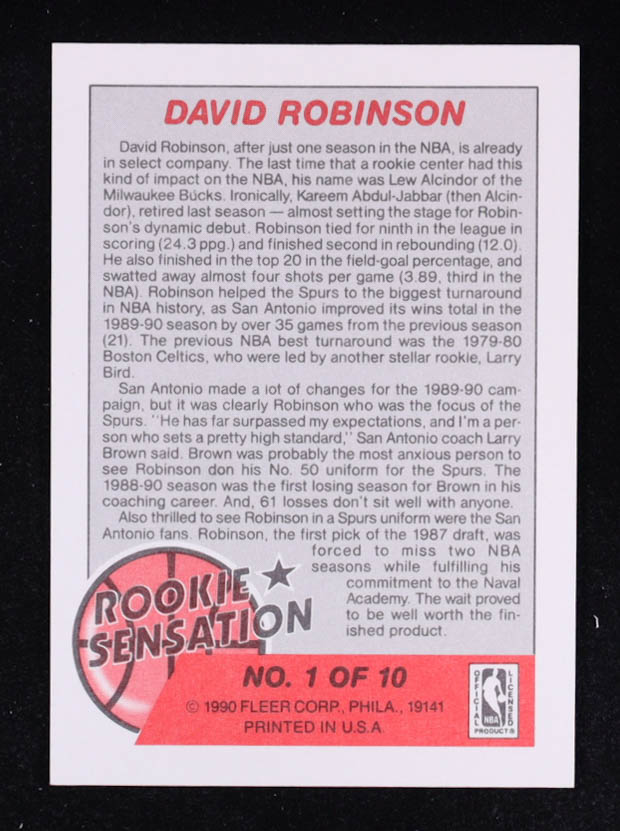 DAVID ROBINSON
David Robinson, after just one season in the NBA, is already
in select company. The last time that a rookie center had this
kind of impact on the NBA, his name was Lew Alcindor of the
Milwaukee Bucks. Ironically, Kareem Abdul-Jabbar (then Alcin-
dor), retired last season — almost setting the stage for Robin-
son's dynamic debut. Robinson tied for ninth in the league in
scoring (24.3 ppg.) and finished second in rebounding (12.0).
He also finished in the top 20 in the field-goal percentage, and
swatted away almost four shots per game (3.89, third in the
NBA). Robinson helped the Spurs to the biggest turnaround
in NBA history, as San Antonio improved its wins total in the
1989-90 season by over 35 games from the previous season
(21). The previous NBA best turnaround was the 1979-80
Boston Celtics, who were led by another stellar rookie, Larry
Bird.
San Antonio made a lot of changes for the 1989-90 cam-
paign, but it was clearly Robinson who was the focus of the
Spurs. "He has far surpassed my expectations, and I'm a per-
son who sets a pretty high standard," San Antonio coach Larry
Brown said. Brown was probably the most anxious person to
see Robinson don his No. 50 uniform for the Spurs. The
1988-90 season was the first losing season for Brown in his
coaching career. And, 61 losses don't sit well with anyone.
Also thrilled to see Robinson in a Spurs uniform were the San
Antonio fans. Robinson, the first pick of the 1987 draft, was
forced to miss two NBA
seasons while fulfilling his
commitment to the Naval
Academy. The wait proved
to be well worth the fin-
ished product.
ROOKIE
SENSATION
NO. 1 OF 10
© 1990 FLEER CORP., PHILA., 19141
PRINTED IN U.S.A.
OFFICIAL
LICENSED
NBA
PRODUCT®